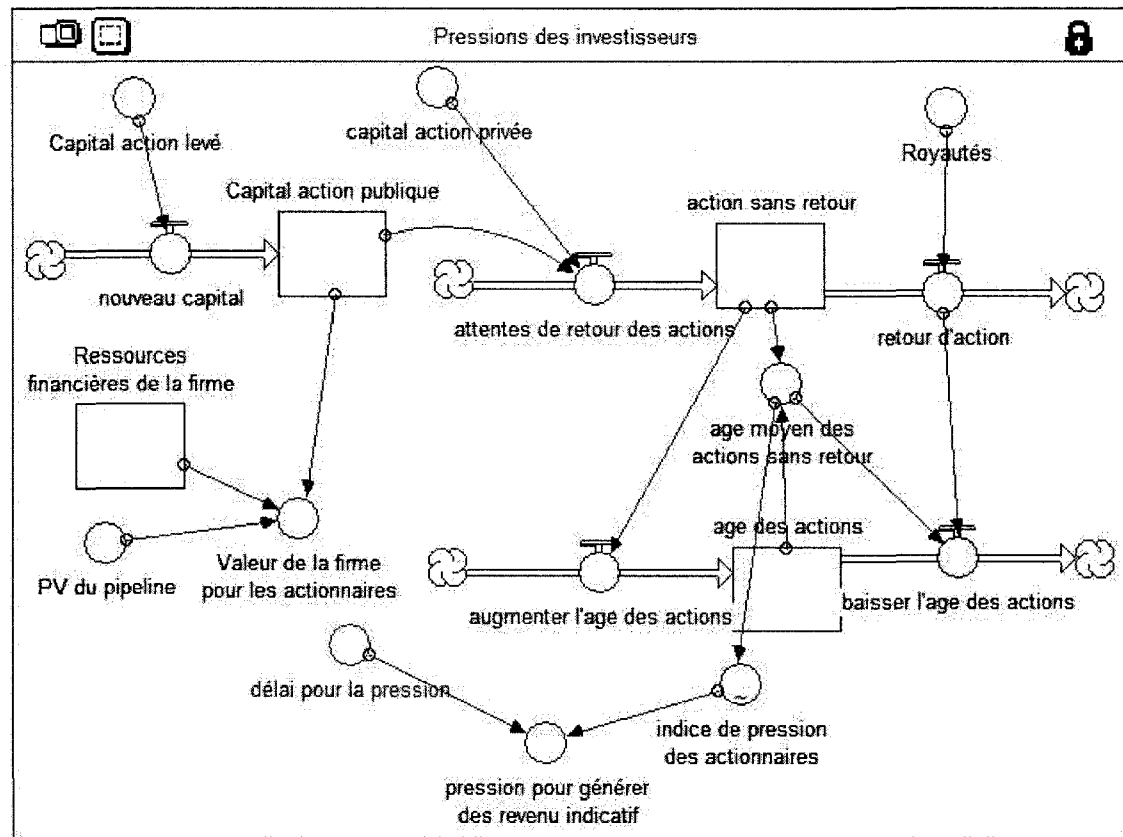 Pressions des investisseurs
Capital action levé
capital action privée
Royautés
Capital action publique
action sans retour
nouveau capital
attentes de retour des actions
retour d'action
Ressources
financières de la firme
age moyen des
actions sans retour
age des actions
PV du pipeline
Valeur de la firme
pour les actionnaires
augmenter l'age des actions
baisser l'age des actions
délai pour la pression
indice de pression
des actionnaires
pression pour générer
des revenu indicatif